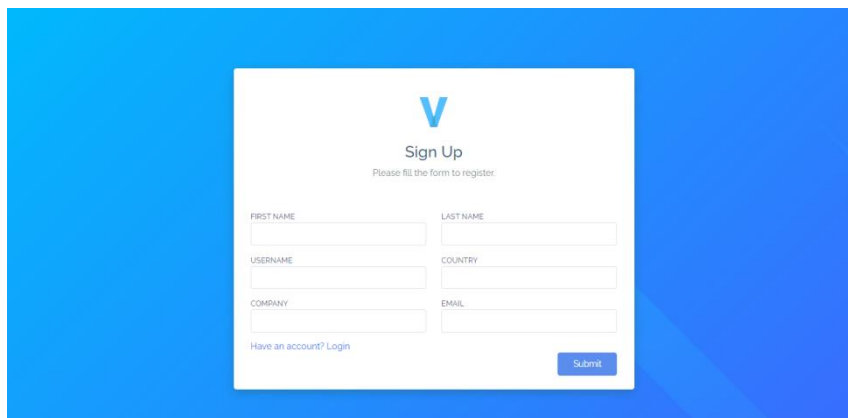 V
Sign Up
Please fill the form to register.
FIRST NAME
LAST NAME
USERNAME
COUNTRY
COMPANY
EMAIL
Have an account? Login
Submit